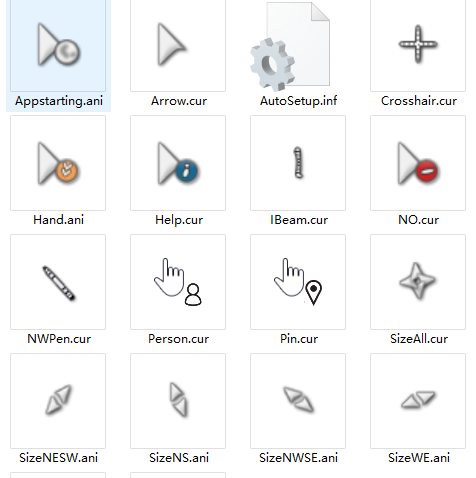 Appstarting.ani
Arrow.cur
AutoSetup.inf
Crosshair.cur
Hand.ani
Help.cur
IBeam.cur
NO.cur
NWPen.cur
Person.cur
Pin.cur
SizeAll.cur
SizeNESW.ani
SizeNS.ani
SizeNWSE.ani
SizeWE.ani